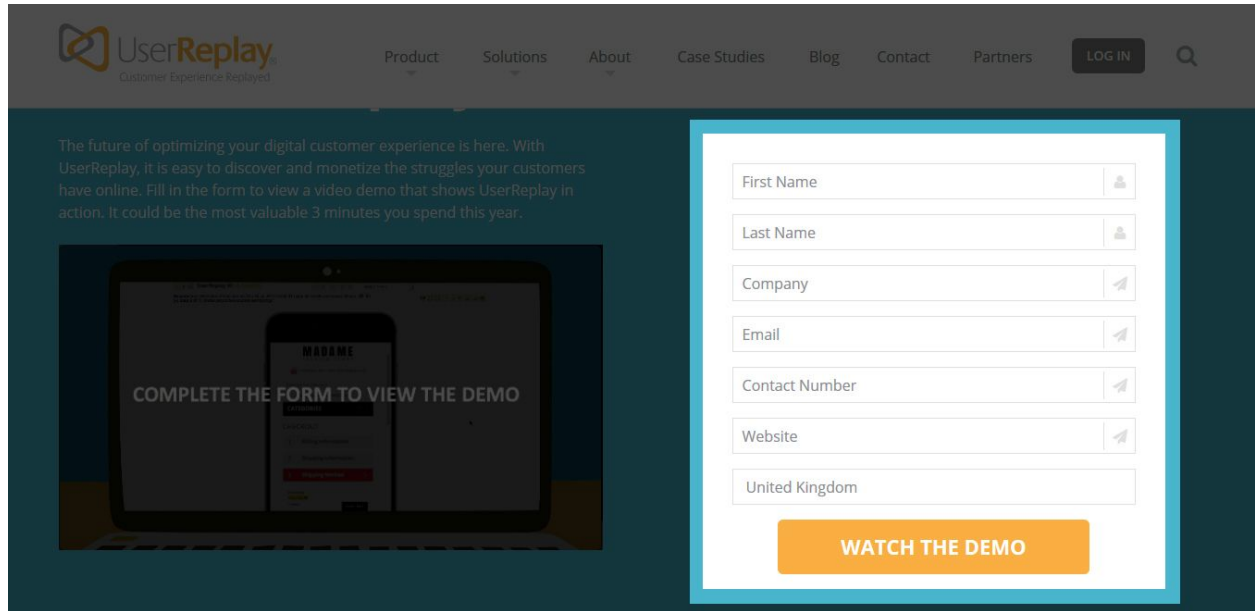 UserReplay®
Customer Experience Replayed
Product
Solutions
About
Case Studies
Blog
Contact
Partners
LOG IN
The future of optimizing your digital customer experience is here. With
UserReplay, it is easy to discover and monetize the struggles your customers
have online. Fill in the form to view a video demo that shows UserReplay in
action. It could be the most valuable 3 minutes you spend this year.
MADAME
COMPLETE THE FORM TO VIEW THE DEMO
First Name
Last Name
Company
Email
Contact Number
Website
United Kingdom
WATCH THE DEMO